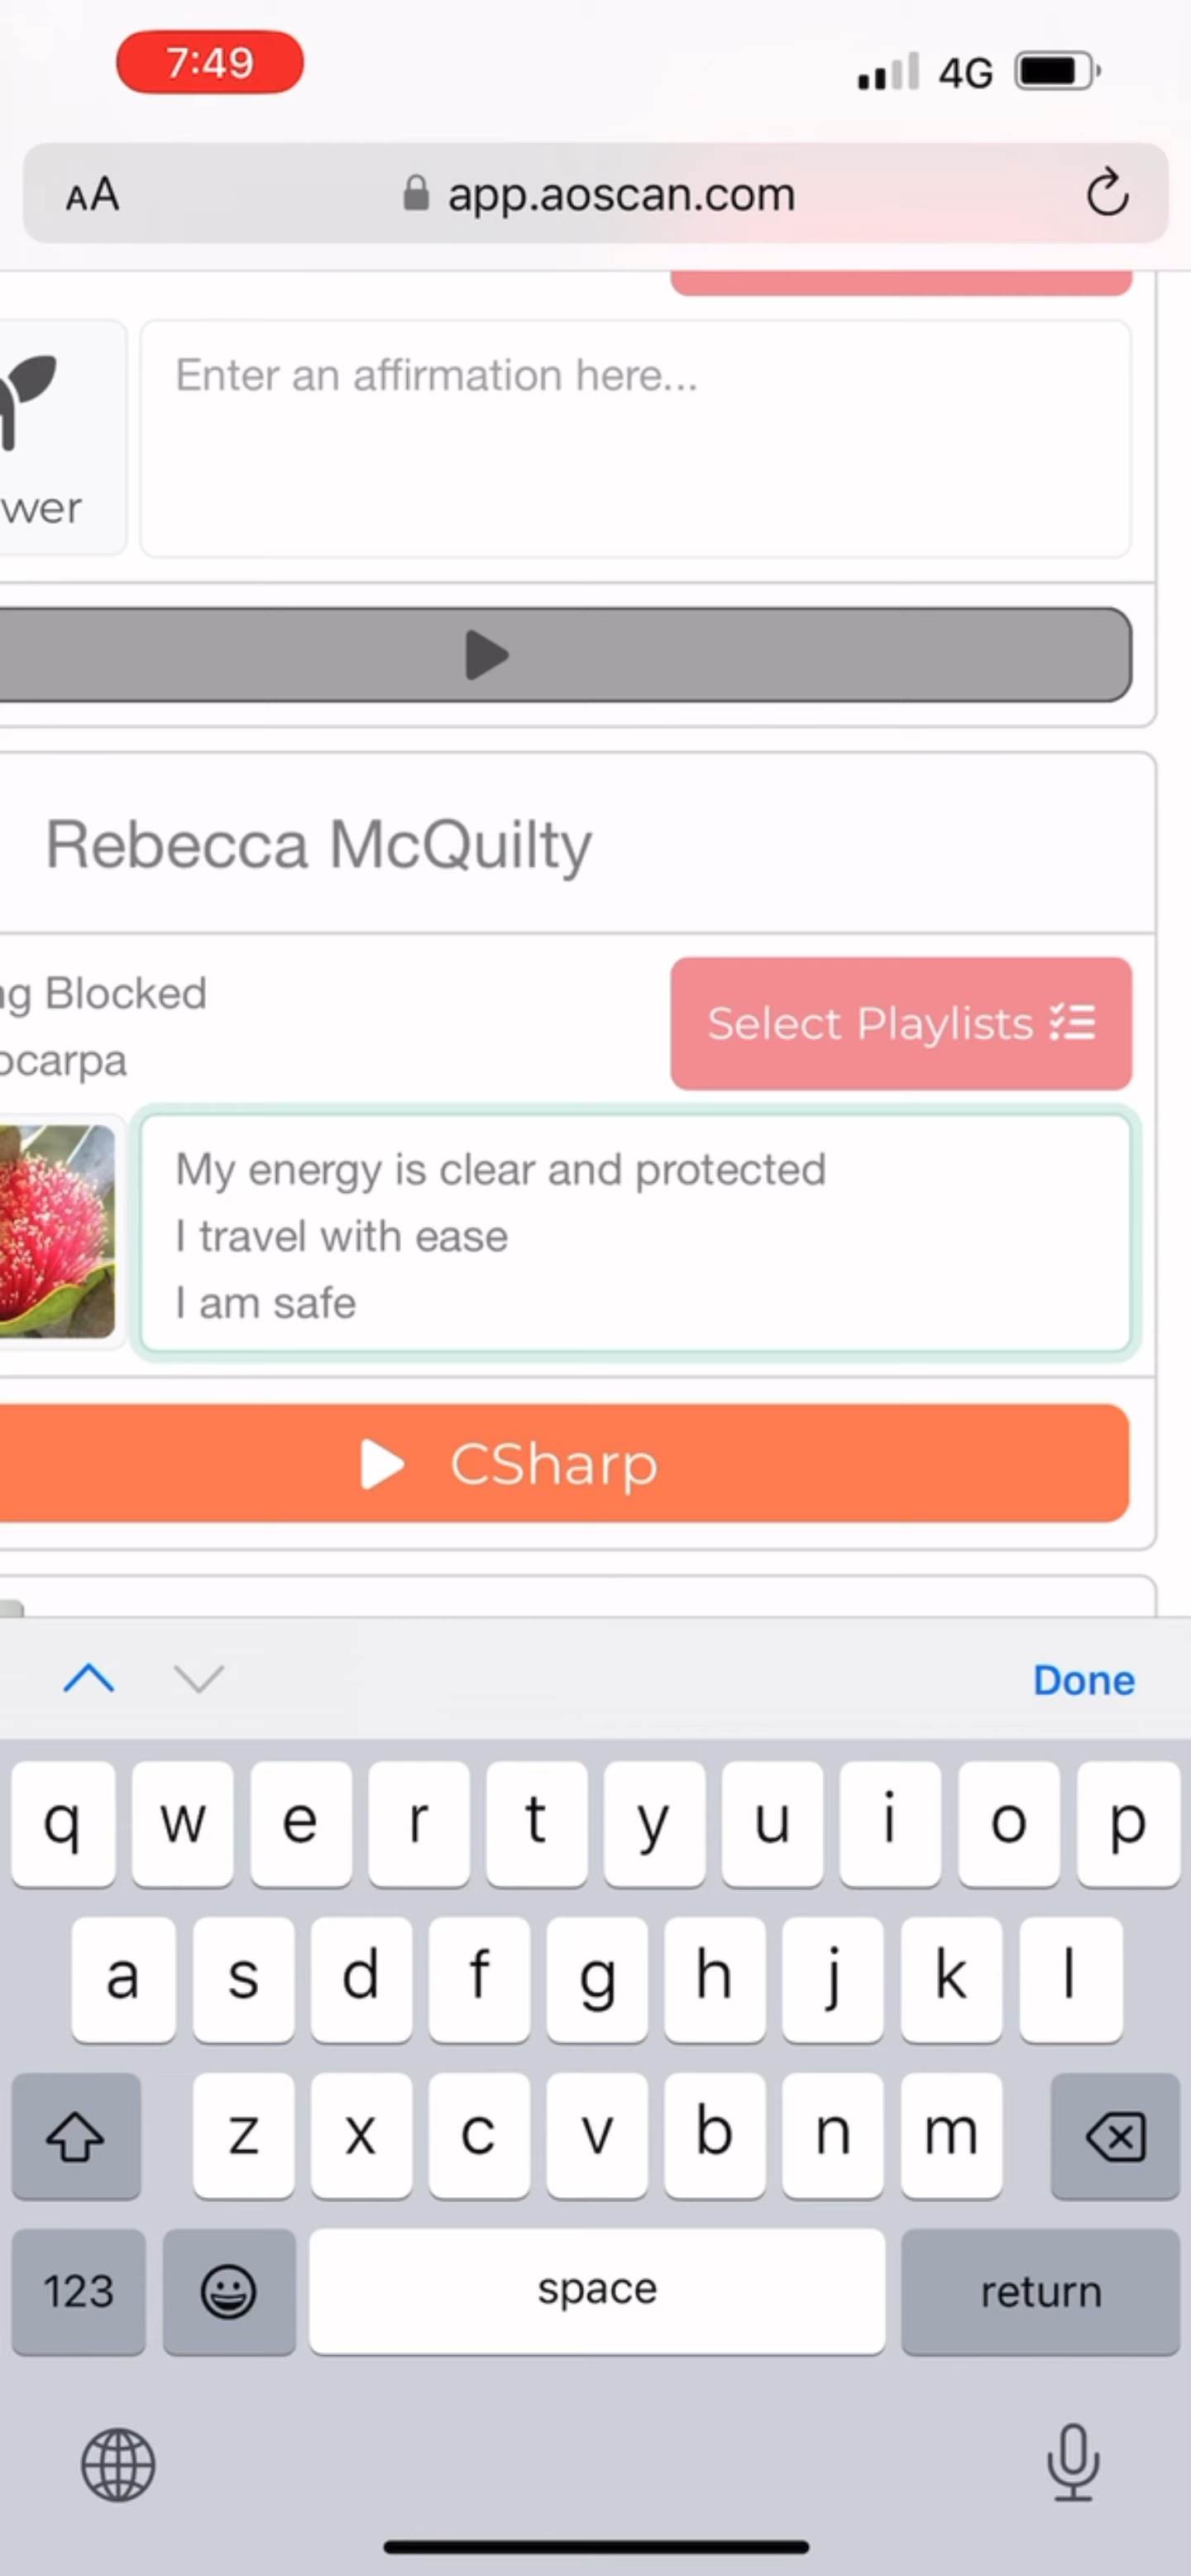 7:49
4G
AA
app.aoscan.com
Enter an affirmation here...
wer
Rebecca McQuilty
ng Blocked
ocarpa
Select Playlists
My energy is clear and protected
I travel with ease
I am safe
CSharp
Done
q w e r t y u i o p
a s d f g h j k l
z x c v b n m
123
space
return